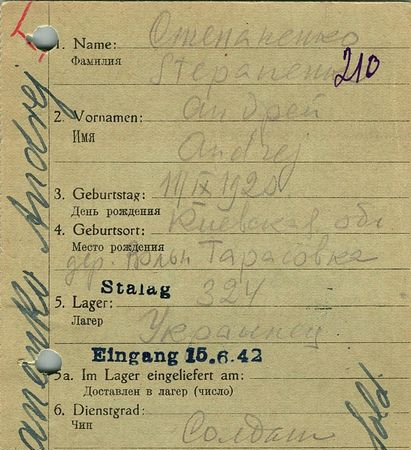 1. Name: Степаненко
Фамилия Stepanenko
210
2. Vornamen: Андрей
Имя
Andrej
3. Geburtstag: IX 1920
День рождения
4. Geburtsort: Киевская обл
Место рождения
дер. Тарасовка
Stalag 324
5. Lager:
Лагерь Украинец
Eingang 15.6.42
5a. Im Lager eingeliefert am:
Доставлен в лагерь (число)
6. Dienstgrad:
Чин Солдат
anenko Andrej